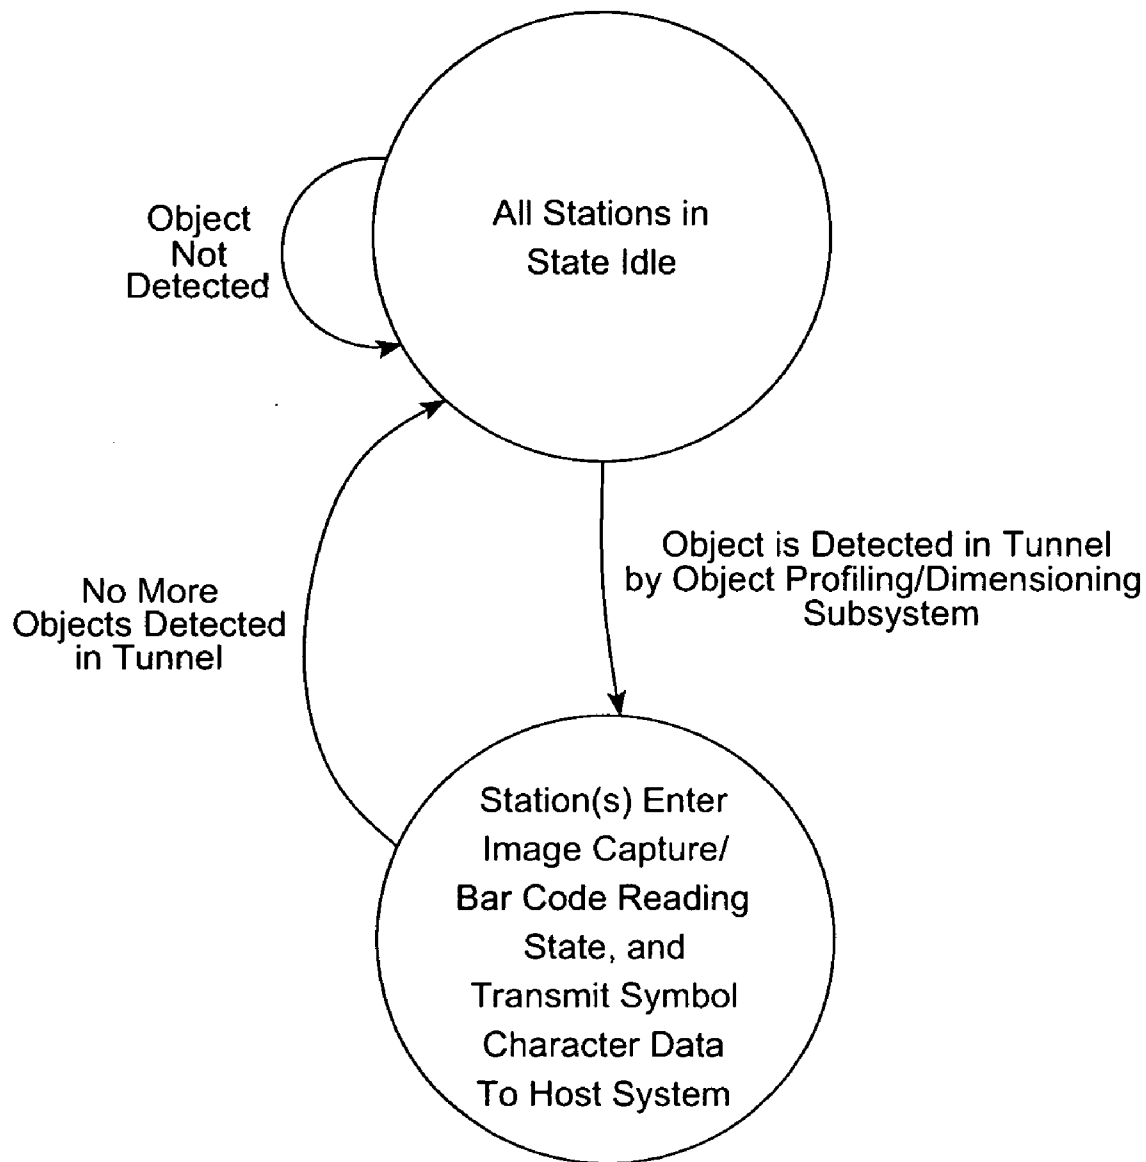 All Stations in
State Idle
Object
Not
Detected
Object is Detected in Tunnel
by Object Profiling/Dimensioning
Subsystem
No More
Objects Detected
in Tunnel
Station(s) Enter
Image Capture/
Bar Code Reading
State, and
Transmit Symbol
Character Data
To Host System